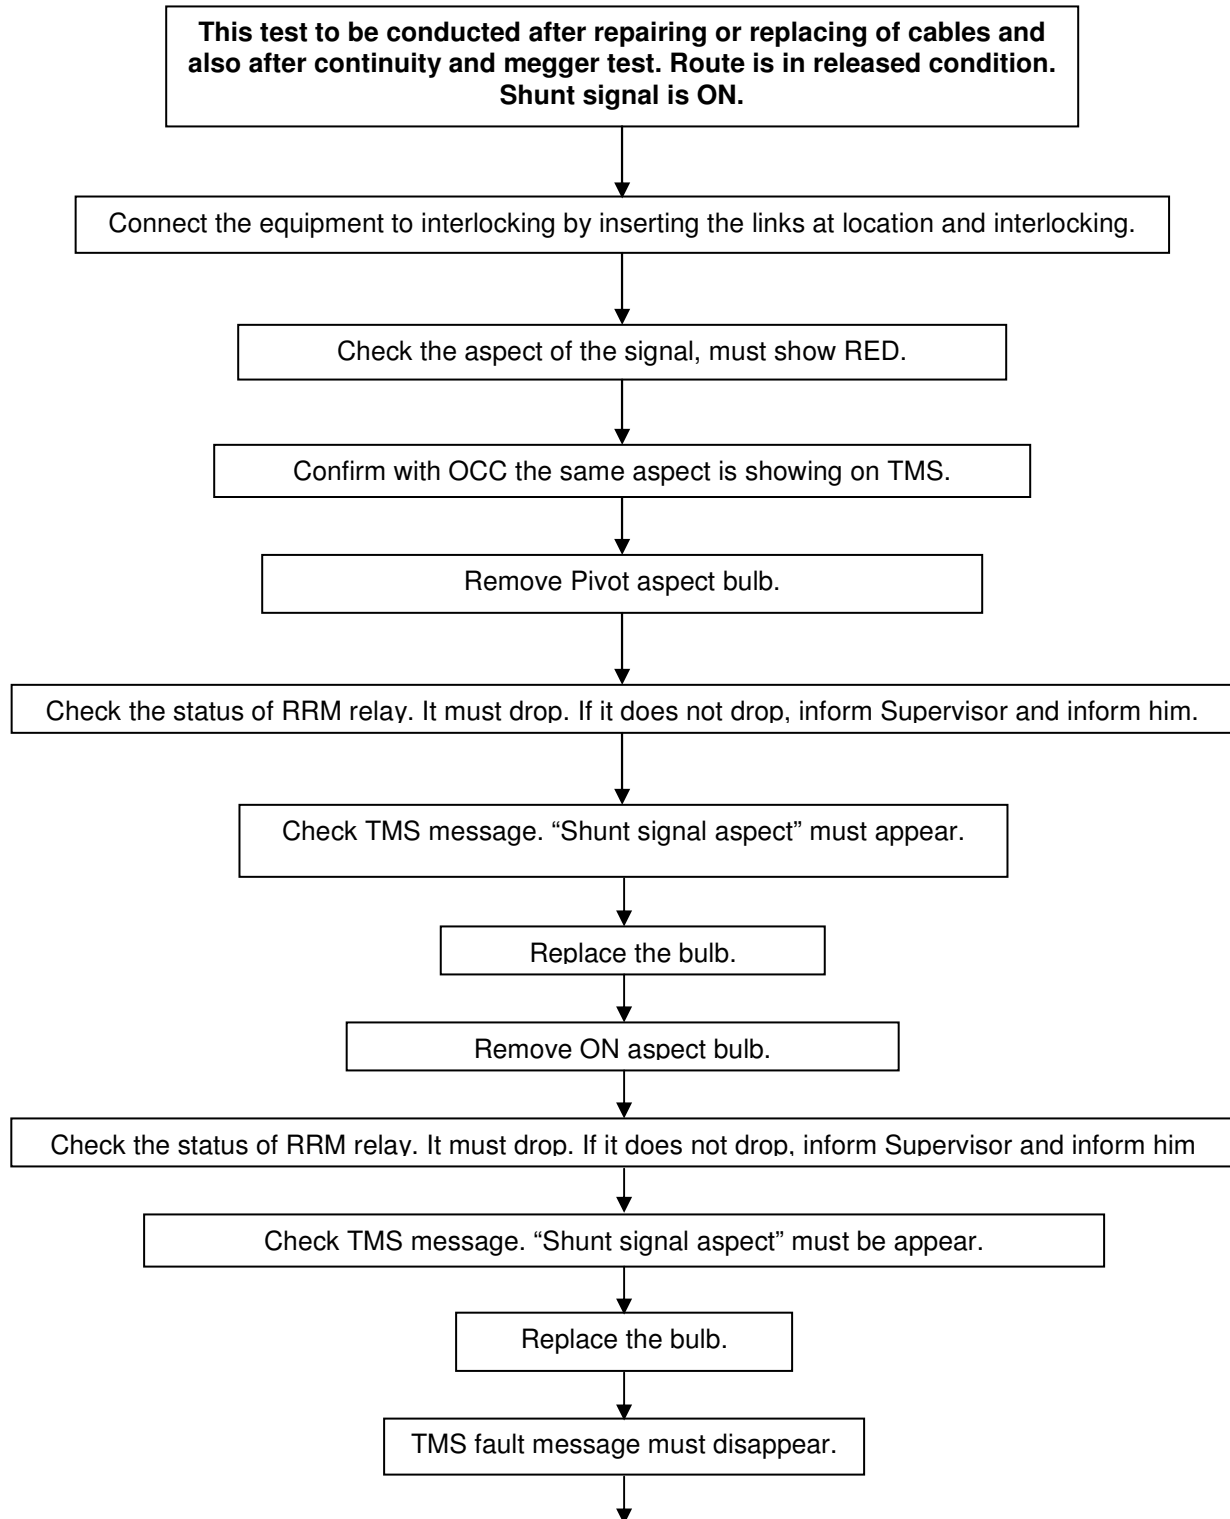 This test to be conducted after repairing or replacing of cables and
also after continuity and megger test. Route is in released condition.
Shunt signal is ON.
Connect the equipment to interlocking by inserting the links at location and interlocking.
Check the aspect of the signal, must show RED.
Confirm with OCC the same aspect is showing on TMS.
Remove Pivot aspect bulb.
Check the status of RRM relay. It must drop. If it does not drop, inform Supervisor and inform him.
Check TMS message. “Shunt signal aspect” must appear.
Replace the bulb.
Remove ON aspect bulb.
Check the status of RRM relay. It must drop. If it does not drop, inform Supervisor and inform him
Check TMS message. “Shunt signal aspect” must be appear.
Replace the bulb.
TMS fault message must disappear.